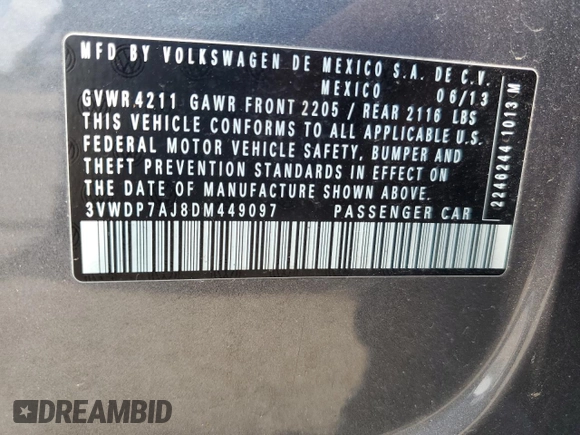 MFD BY VOLKSWAGEN DE MEXICO S.A. DE C.V.
MEXICO 06/13
GVWR.4211 GAWR FRONT 2205 / REAR 2116 LBS
THIS VEHICLE CONFORMS TO ALL APPLICABLE U.S.
FEDERAL MOTOR VEHICLE SAFETY, BUMPER AND
THEFT PREVENTION STANDARDS IN EFFECT ON
THE DATE OF MANUFACTURE SHOWN ABOVE.
3VWDP7AJ8DM449097 PASSENGER CAR
2246244 1013 M
DREAMBID